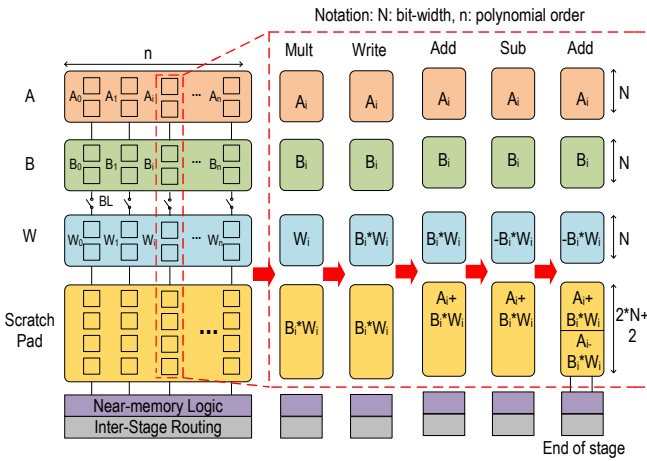 Notation: N: bit-width, n: polynomial order
n
Mult Write Add Sub Add
A
A₀ A₁ Aᵢ ... Aₙ
Aᵢ Aᵢ Aᵢ Aᵢ Aᵢ
N
B
B₀ B₁ Bᵢ ... Bₙ
Bᵢ Bᵢ Bᵢ Bᵢ Bᵢ
N
BL
W
W₀ W₁ Wᵢ ... Wₙ
Wᵢ Bᵢ*Wᵢ Bᵢ*Wᵢ -Bᵢ*Wᵢ -Bᵢ*Wᵢ
N
Scratch
Pad
...
Bᵢ*Wᵢ Bᵢ*Wᵢ Aᵢ+ Aᵢ+ Aᵢ+
Bᵢ*Wᵢ Bᵢ*Wᵢ Bᵢ*Wᵢ
Aᵢ-
Bᵢ*Wᵢ
2*N+
2
Near-memory Logic
Inter-Stage Routing
End of stage